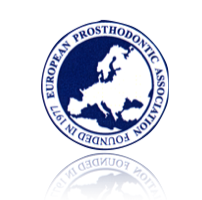 EUROPEAN PROSTHODONTIC ASSOCIATION
FOUNDED IN 1977